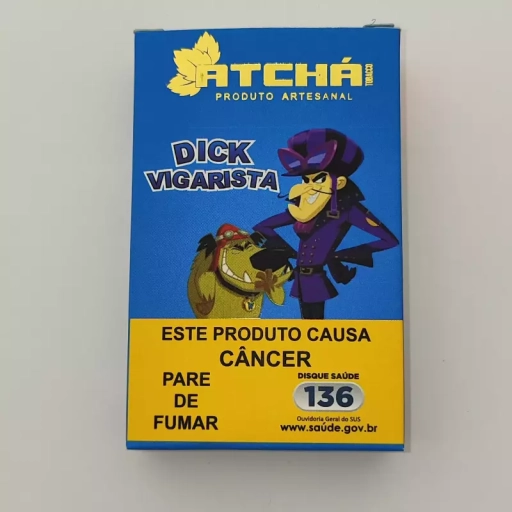 ATCHÁ
TOBACCO
PRODUTO ARTESANAL
DICK
VIGARISTA
ESTE PRODUTO CAUSA
CÂNCER
PARE
DE
FUMAR
DISQUE SAÚDE
136
Ouvidoria Geral do SUS
www.saúde.gov.br